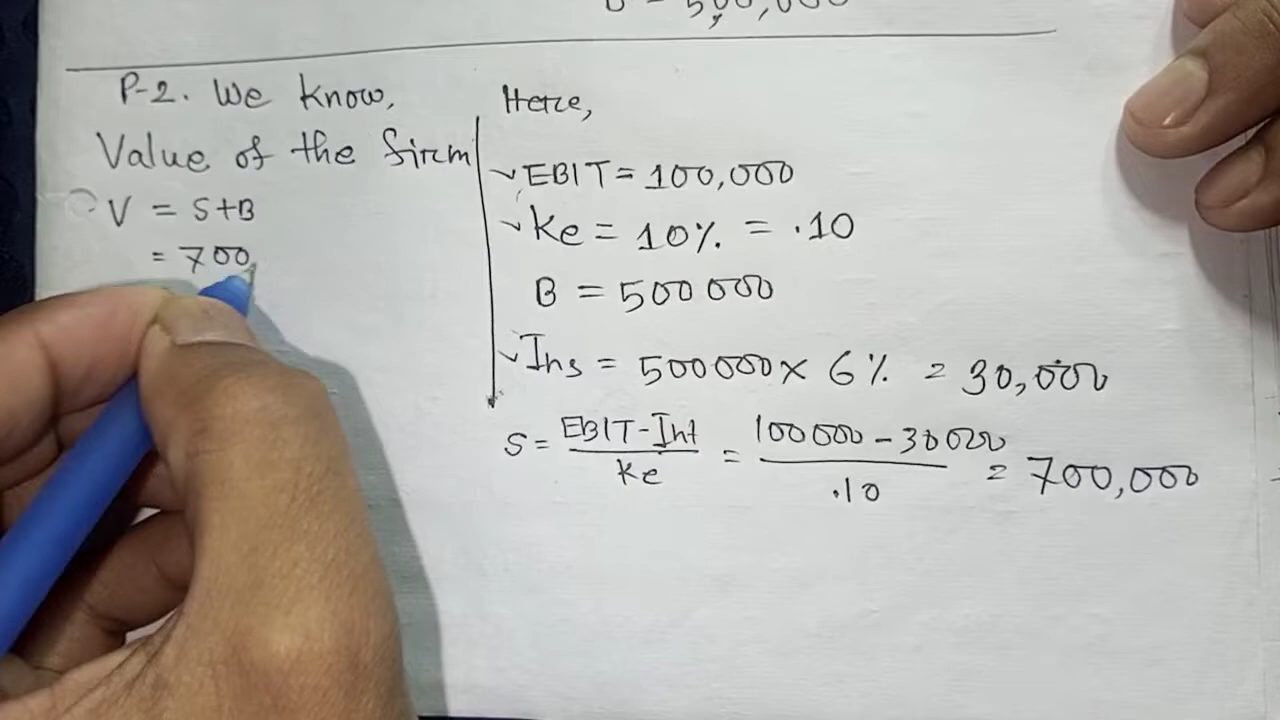 P-2. We know,
Value of the firm
V = S+B
= 700,
Here,
EBIT = 100,000
Ke = 10% = .10
B = 500000
Int = 500000 × 6% = 30,000
S = EBIT-Int / Ke = 100000-30000 / .10 = 700,000